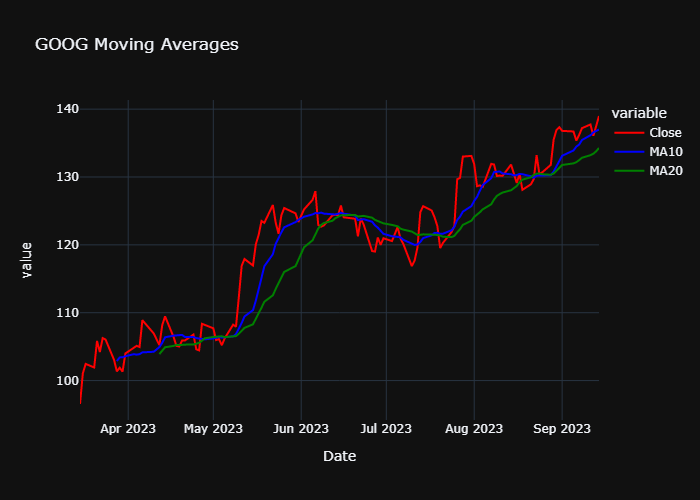 GOOG Moving Averages
variable
Close
MA10
MA20
value
140
130
120
110
100
Apr 2023
May 2023
Jun 2023
Jul 2023
Aug 2023
Sep 2023
Date